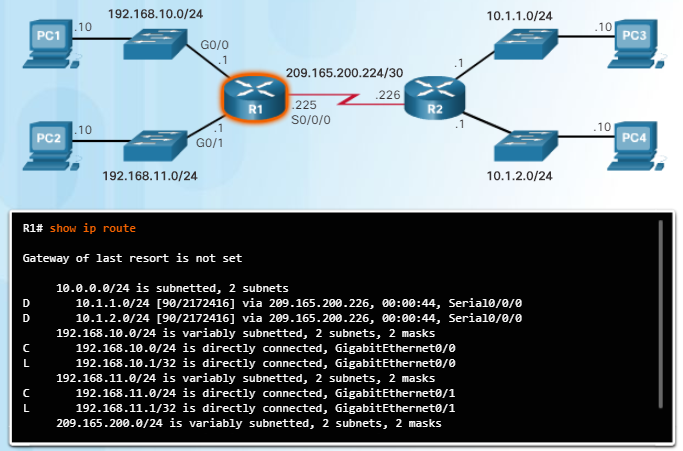 192.168.10.0/24
10.1.1.0/24
PC1
.10
G0/0
.1
.10
PC3
209.165.200.224/30
.1
R1
.225
S0/0/0
.226
R2
PC2
.10
.1
G0/1
.1
.10
PC4
192.168.11.0/24
10.1.2.0/24
R1# show ip route
Gateway of last resort is not set
10.0.0.0/24 is subnetted, 2 subnets
D 10.1.1.0/24 [90/2172416] via 209.165.200.226, 00:00:44, Serial0/0/0
D 10.1.2.0/24 [90/2172416] via 209.165.200.226, 00:00:44, Serial0/0/0
192.168.10.0/24 is variably subnetted, 2 subnets, 2 masks
C 192.168.10.0/24 is directly connected, GigabitEthernet0/0
L 192.168.10.1/32 is directly connected, GigabitEthernet0/0
192.168.11.0/24 is variably subnetted, 2 subnets, 2 masks
C 192.168.11.0/24 is directly connected, GigabitEthernet0/1
L 192.168.11.1/32 is directly connected, GigabitEthernet0/1
209.165.200.0/24 is variably subnetted, 2 subnets, 2 masks